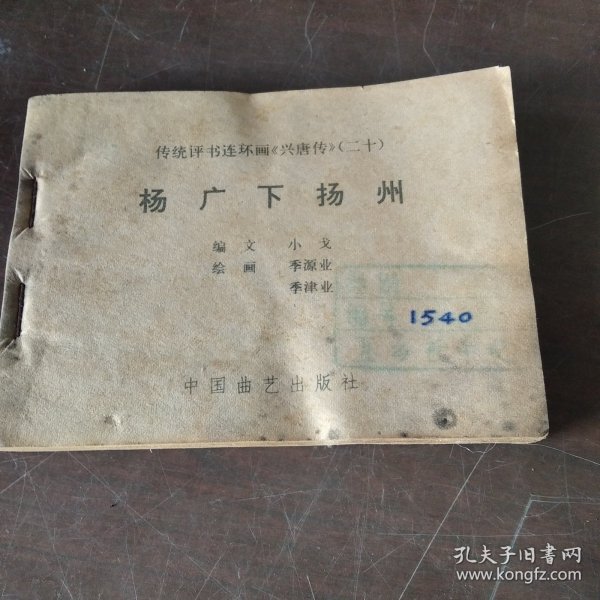 传统评书连环画《兴唐传》(二十)
杨广下扬州
编文 小戈
绘画 季源业
季津业
1540
中国曲艺出版社
孔夫子旧书网
www.kongfz.com